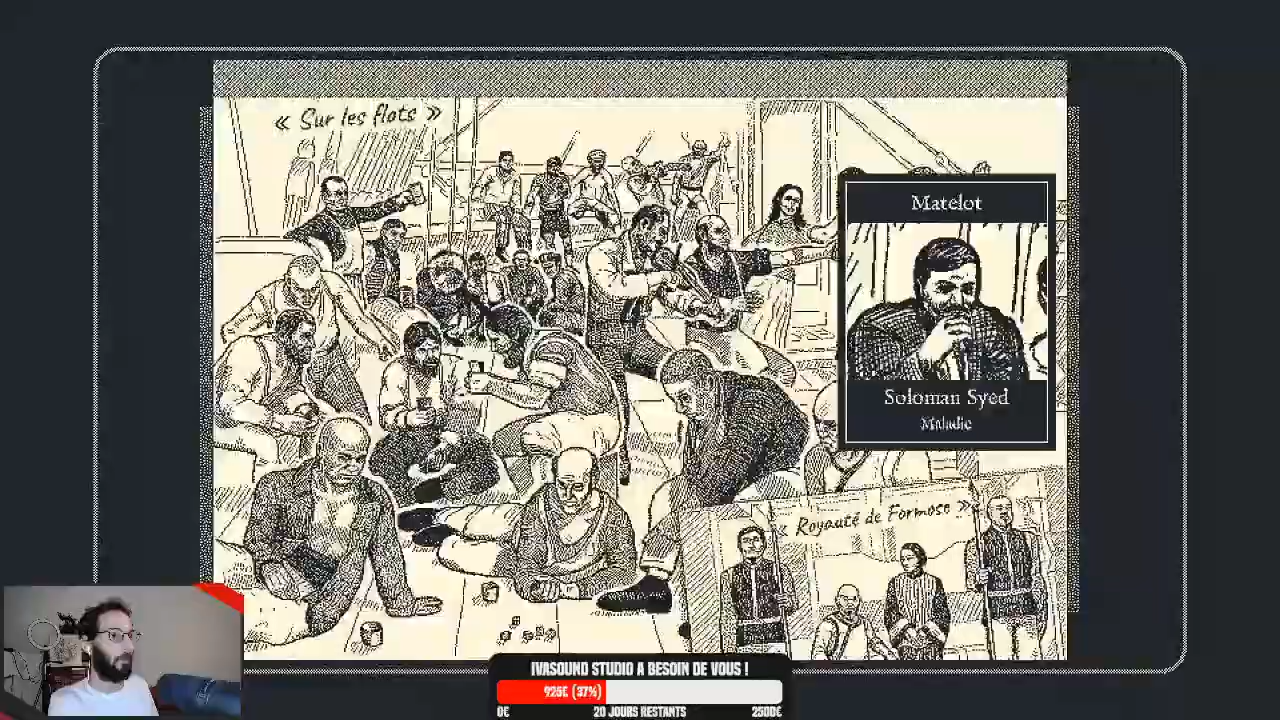 « Sur les flots »
Matelot
Soloman Syed
Maladie
« Royauté de Formose »
IVASOUND STUDIO A BESOIN DE VOUS !
925€ (37%)
0€
20 JOURS RESTANTS
2500€